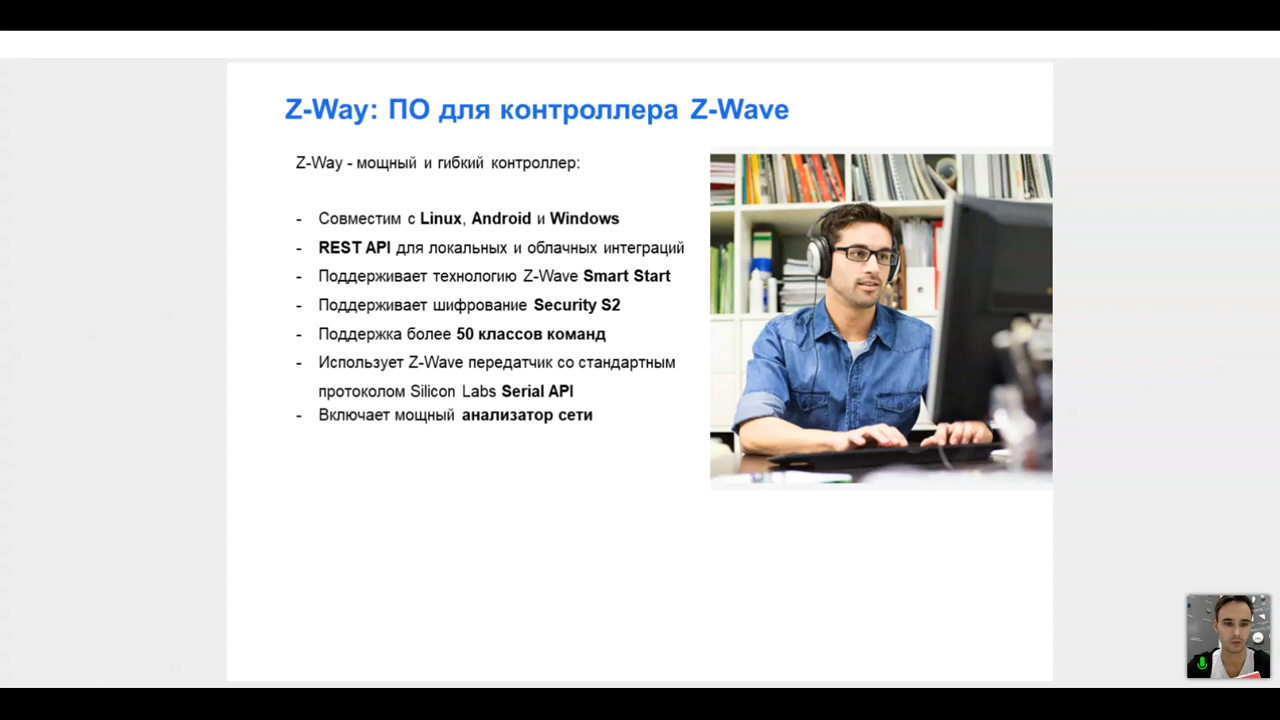 Z-Way: ПО для контроллера Z-Wave
Z-Way - мощный и гибкий контроллер:
- Совместим с Linux, Android и Windows
- REST API для локальных и облачных интеграций
- Поддерживает технологию Z-Wave Smart Start
- Поддерживает шифрование Security S2
- Поддержка более 50 классов команд
- Использует Z-Wave передатчик со стандартным
протоколом Silicon Labs Serial API
- Включает мощный анализатор сети